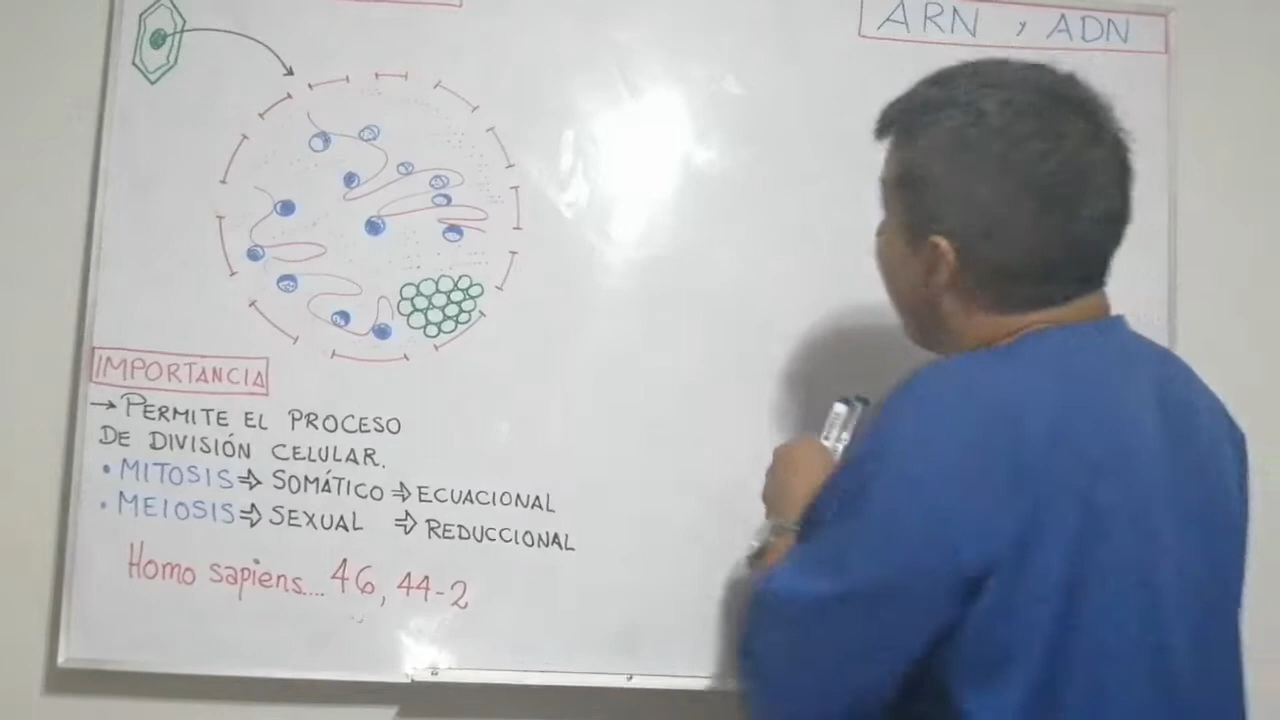 ARN y ADN
IMPORTANCIA
→ PERMITE EL PROCESO
DE DIVISIÓN CELULAR.
• MITOSIS ⇒ SOMÁTICO ⇒ ECUACIONAL
• MEIOSIS ⇒ SEXUAL ⇒ REDUCCIONAL
Homo sapiens.... 46, 44-2